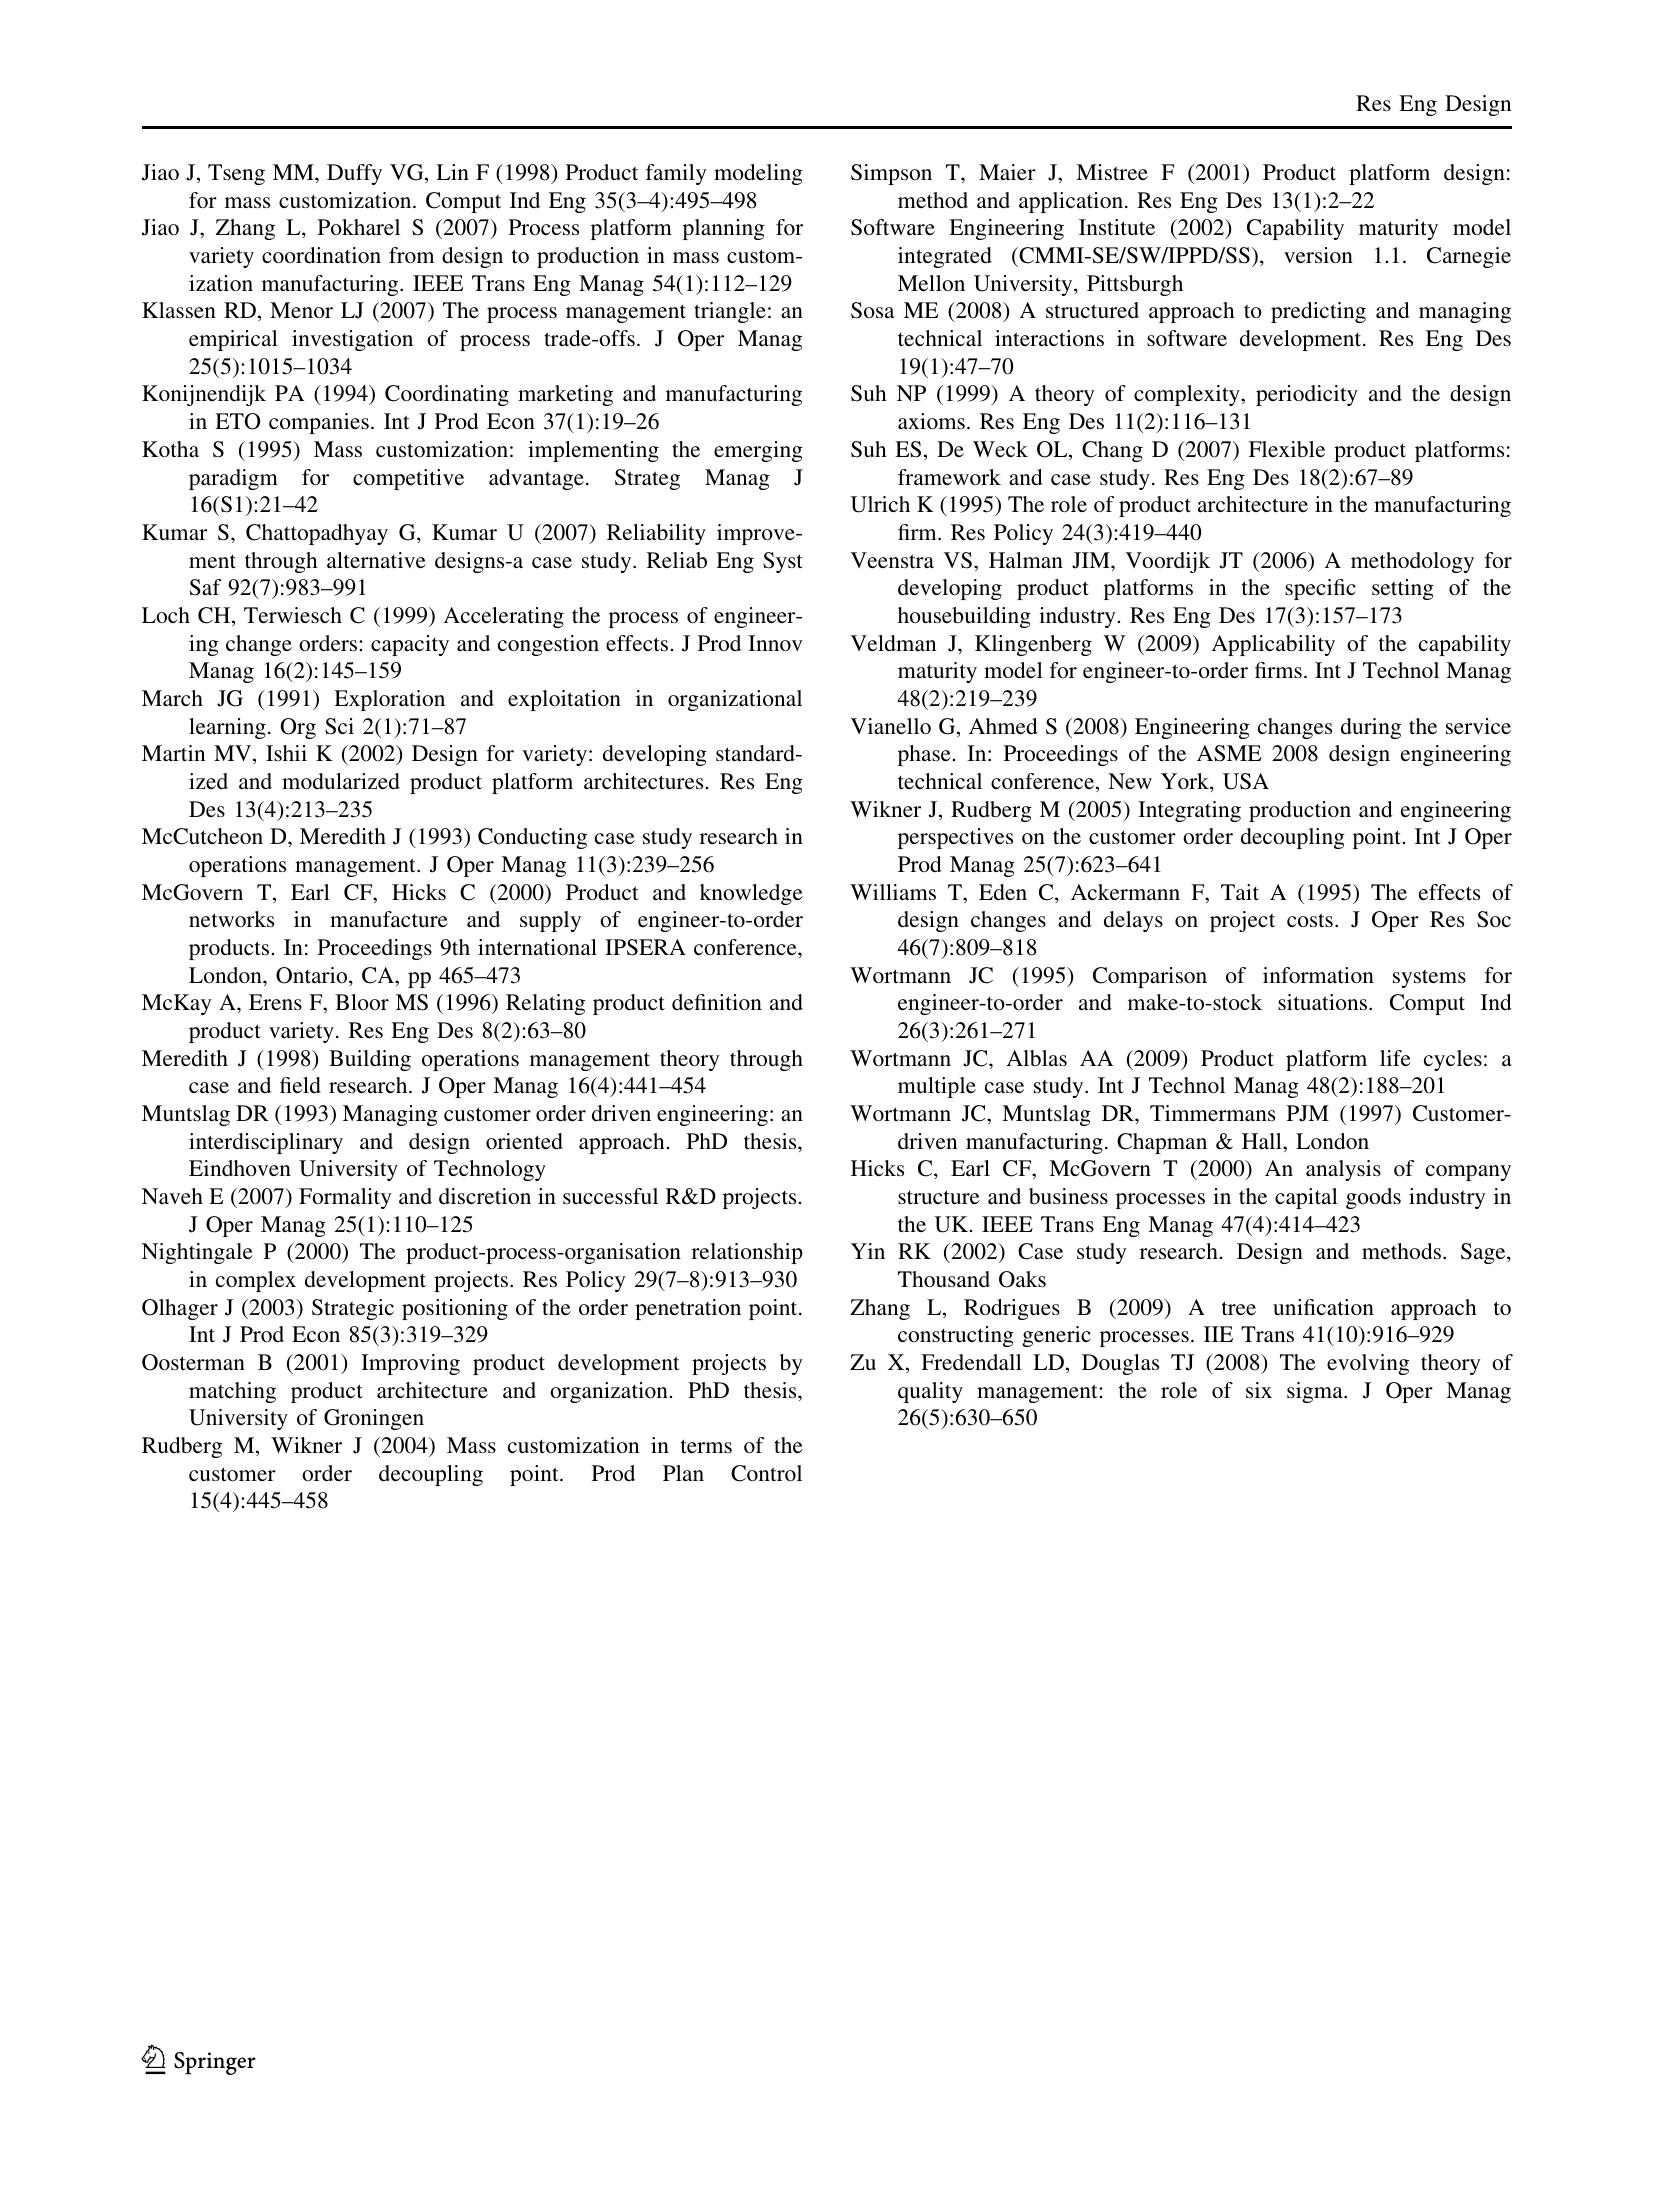 Res Eng Design
Jiao J, Tseng MM, Duffy VG, Lin F (1998) Product family modeling
for mass customization. Comput Ind Eng 35(3–4):495–498
Jiao J, Zhang L, Pokharel S (2007) Process platform planning for
variety coordination from design to production in mass custom-
ization manufacturing. IEEE Trans Eng Manag 54(1):112–129
Klassen RD, Menor LJ (2007) The process management triangle: an
empirical investigation of process trade-offs. J Oper Manag
25(5):1015–1034
Konijnendijk PA (1994) Coordinating marketing and manufacturing
in ETO companies. Int J Prod Econ 37(1):19–26
Kotha S (1995) Mass customization: implementing the emerging
paradigm for competitive advantage. Strateg Manag J
16(S1):21–42
Kumar S, Chattopadhyay G, Kumar U (2007) Reliability improve-
ment through alternative designs-a case study. Reliab Eng Syst
Saf 92(7):983–991
Loch CH, Terwiesch C (1999) Accelerating the process of engineer-
ing change orders: capacity and congestion effects. J Prod Innov
Manag 16(2):145–159
March JG (1991) Exploration and exploitation in organizational
learning. Org Sci 2(1):71–87
Martin MV, Ishii K (2002) Design for variety: developing standard-
ized and modularized product platform architectures. Res Eng
Des 13(4):213–235
McCutcheon D, Meredith J (1993) Conducting case study research in
operations management. J Oper Manag 11(3):239–256
McGovern T, Earl CF, Hicks C (2000) Product and knowledge
networks in manufacture and supply of engineer-to-order
products. In: Proceedings 9th international IPSERA conference,
London, Ontario, CA, pp 465–473
McKay A, Erens F, Bloor MS (1996) Relating product definition and
product variety. Res Eng Des 8(2):63–80
Meredith J (1998) Building operations management theory through
case and field research. J Oper Manag 16(4):441–454
Muntslag DR (1993) Managing customer order driven engineering: an
interdisciplinary and design oriented approach. PhD thesis,
Eindhoven University of Technology
Naveh E (2007) Formality and discretion in successful R&D projects.
J Oper Manag 25(1):110–125
Nightingale P (2000) The product-process-organisation relationship
in complex development projects. Res Policy 29(7–8):913–930
Olhager J (2003) Strategic positioning of the order penetration point.
Int J Prod Econ 85(3):319–329
Oosterman B (2001) Improving product development projects by
matching product architecture and organization. PhD thesis,
University of Groningen
Rudberg M, Wikner J (2004) Mass customization in terms of the
customer order decoupling point. Prod Plan Control
15(4):445–458
Simpson T, Maier J, Mistree F (2001) Product platform design:
method and application. Res Eng Des 13(1):2–22
Software Engineering Institute (2002) Capability maturity model
integrated (CMMI-SE/SW/IPPD/SS), version 1.1. Carnegie
Mellon University, Pittsburgh
Sosa ME (2008) A structured approach to predicting and managing
technical interactions in software development. Res Eng Des
19(1):47–70
Suh NP (1999) A theory of complexity, periodicity and the design
axioms. Res Eng Des 11(2):116–131
Suh ES, De Weck OL, Chang D (2007) Flexible product platforms:
framework and case study. Res Eng Des 18(2):67–89
Ulrich K (1995) The role of product architecture in the manufacturing
firm. Res Policy 24(3):419–440
Veenstra VS, Halman JIM, Voordijk JT (2006) A methodology for
developing product platforms in the specific setting of the
housebuilding industry. Res Eng Des 17(3):157–173
Veldman J, Klingenberg W (2009) Applicability of the capability
maturity model for engineer-to-order firms. Int J Technol Manag
48(2):219–239
Vianello G, Ahmed S (2008) Engineering changes during the service
phase. In: Proceedings of the ASME 2008 design engineering
technical conference, New York, USA
Wikner J, Rudberg M (2005) Integrating production and engineering
perspectives on the customer order decoupling point. Int J Oper
Prod Manag 25(7):623–641
Williams T, Eden C, Ackermann F, Tait A (1995) The effects of
design changes and delays on project costs. J Oper Res Soc
46(7):809–818
Wortmann JC (1995) Comparison of information systems for
engineer-to-order and make-to-stock situations. Comput Ind
26(3):261–271
Wortmann JC, Alblas AA (2009) Product platform life cycles: a
multiple case study. Int J Technol Manag 48(2):188–201
Wortmann JC, Muntslag DR, Timmermans PJM (1997) Customer-
driven manufacturing. Chapman & Hall, London
Hicks C, Earl CF, McGovern T (2000) An analysis of company
structure and business processes in the capital goods industry in
the UK. IEEE Trans Eng Manag 47(4):414–423
Yin RK (2002) Case study research. Design and methods. Sage,
Thousand Oaks
Zhang L, Rodrigues B (2009) A tree unification approach to
constructing generic processes. IIE Trans 41(10):916–929
Zu X, Fredendall LD, Douglas TJ (2008) The evolving theory of
quality management: the role of six sigma. J Oper Manag
26(5):630–650
Springer